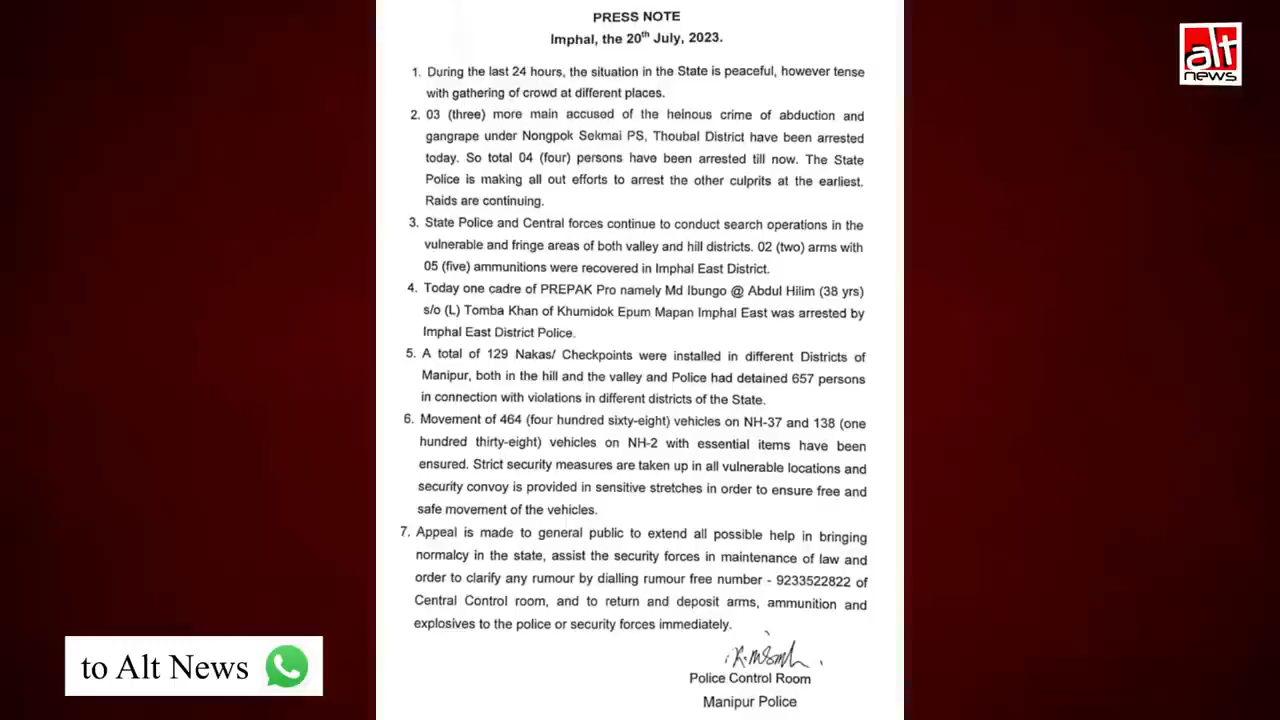 PRESS NOTE
Imphal, the 20th July, 2023.
alt
news
1. During the last 24 hours, the situation in the State is peaceful, however tense
with gathering of crowd at different places.
2. 03 (three) more main accused of the heinous crime of abduction and
gangrape under Nongpok Sekmai PS, Thoubal District have been arrested
today. So total 04 (four) persons have been arrested till now. The State
Police is making all out efforts to arrest the other culprits at the earliest.
Raids are continuing.
3. State Police and Central forces continue to conduct search operations in the
vulnerable and fringe areas of both valley and hill districts. 02 (two) arms with
05 (five) ammunitions were recovered in Imphal East District.
4. Today one cadre of PREPAK Pro namely Md Ibungo @ Abdul Hilim (38 yrs)
s/o (L) Tomba Khan of Khumidok Epum Mapan Imphal East was arrested by
Imphal East District Police.
5. A total of 129 Nakas/ Checkpoints were installed in different Districts of
Manipur, both in the hill and the valley and Police had detained 657 persons
in connection with violations in different districts of the State.
6. Movement of 464 (four hundred sixty-eight) vehicles on NH-37 and 138 (one
hundred thirty-eight) vehicles on NH-2 with essential items have been
ensured. Strict security measures are taken up in all vulnerable locations and
security convoy is provided in sensitive stretches in order to ensure free and
safe movement of the vehicles.
7. Appeal is made to general public to extend all possible help in bringing
normalcy in the state, assist the security forces in maintenance of law and
order to clarify any rumour by dialling rumour free number - 9233522822 of
Central Control room, and to return and deposit arms, ammunition and
explosives to the police or security forces immediately.
Police Control Room
Manipur Police
to Alt News